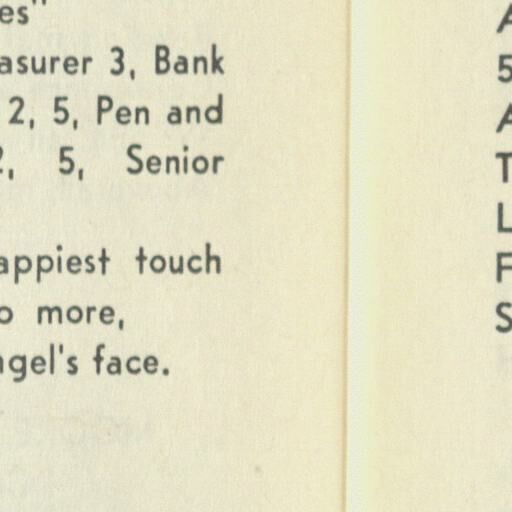 es"
asurer 3, Bank
2, 5, Pen and
2, 5, Senior
appiest touch
o more,
ngel's face.
A
5
A
T
L
F
S